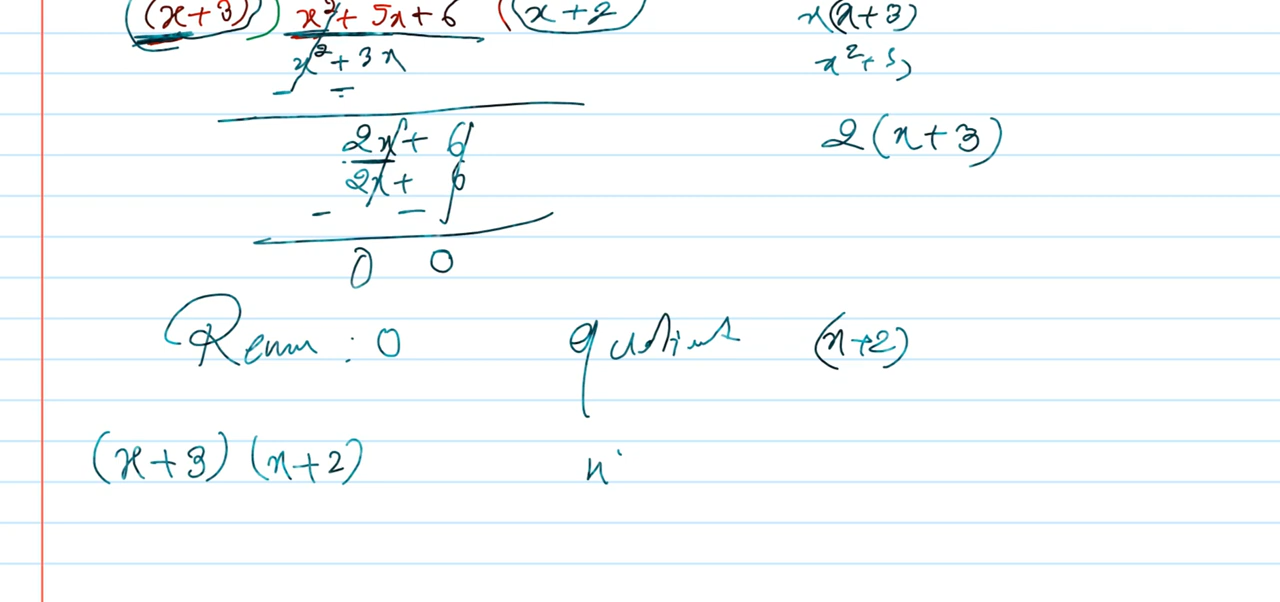 (x+3)) x²+ 5x+6 (x+2 x(x+3)
x²+3x x²+3
- -
2x+ 6 2(x+3)
2x+ 6
- -
0 0
Rem : 0 quotient (x+2)
(x+3)(x+2) x